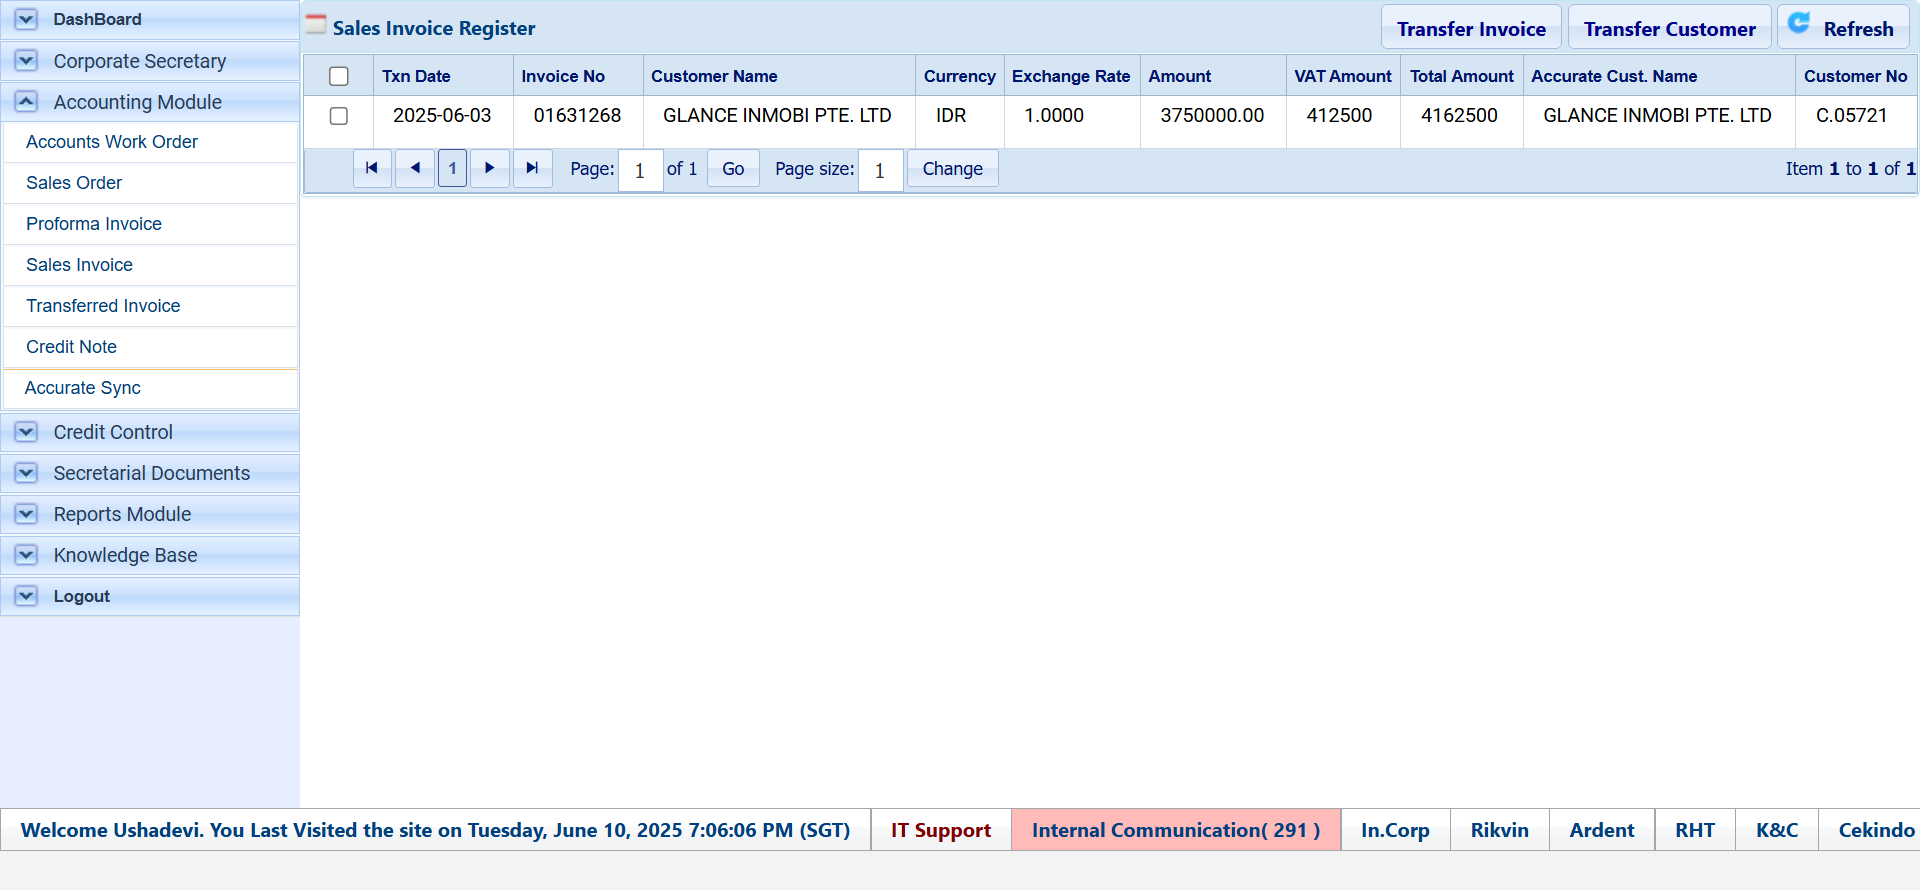 DashBoard
Corporate Secretary
Accounting Module
Accounts Work Order
Sales Order
Proforma Invoice
Sales Invoice
Transferred Invoice
Credit Note
Accurate Sync
Credit Control
Secretarial Documents
Reports Module
Knowledge Base
Logout
Sales Invoice Register
Transfer Invoice
Transfer Customer
Refresh
Txn Date Invoice No Customer Name Currency Exchange Rate Amount VAT Amount Total Amount Accurate Cust. Name Customer No
2025-06-03 01631268 GLANCE INMOBI PTE. LTD IDR 1.0000 3750000.00 412500 4162500 GLANCE INMOBI PTE. LTD C.05721
1 Page: 1 of 1 Go Page size: 1 Change Item 1 to 1 of 1
Welcome Ushadevi. You Last Visited the site on Tuesday, June 10, 2025 7:06:06 PM (SGT) IT Support Internal Communication( 291 ) In.Corp Rikvin Ardent RHT K&C Cekindo